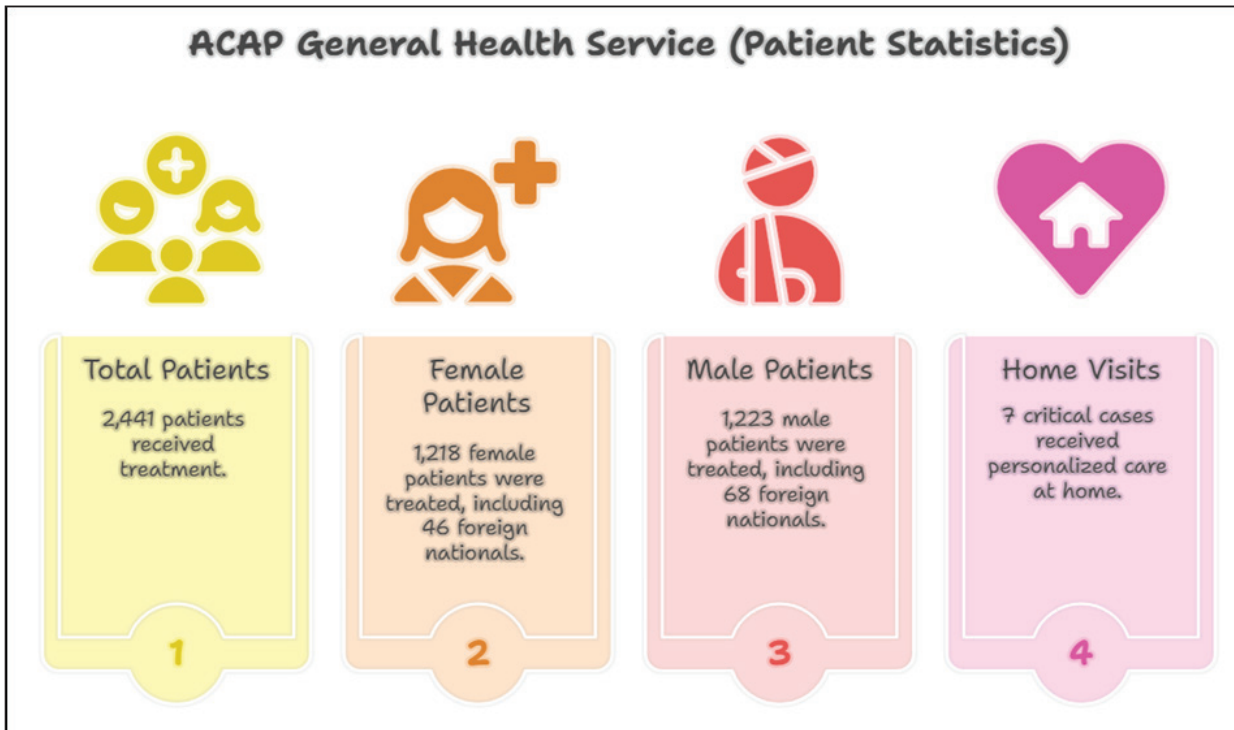 ACAP General Health Service (Patient Statistics)
Total Patients
2,441 patients
received
treatment.
1
Female
Patients
1,218 female
patients were
treated, including
46 foreign
nationals.
2
Male Patients
1,223 male
patients were
treated, including
68 foreign
nationals.
3
Home Visits
7 critical cases
received
personalized care
at home.
4